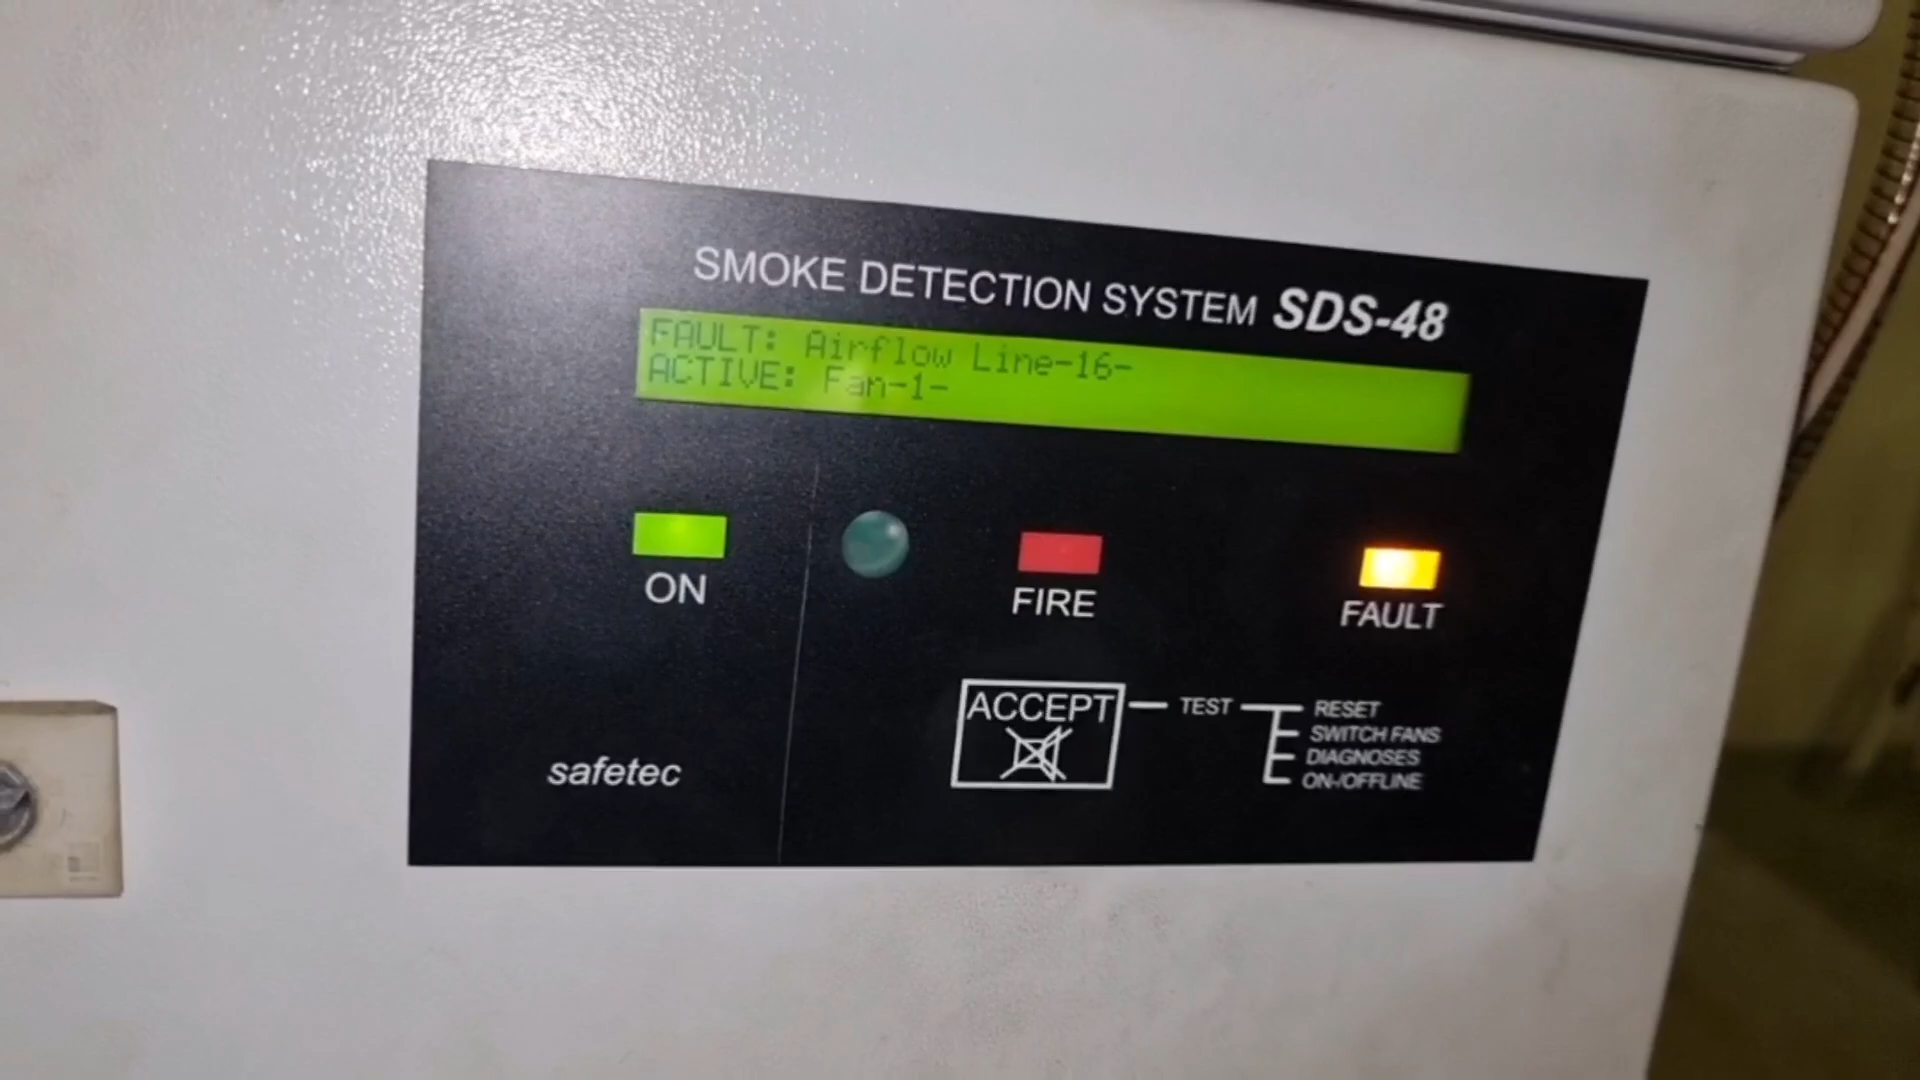 SMOKE DETECTION SYSTEM SDS-48
FAULT: Airflow Line-16-
ACTIVE: Fan-1-
ON
FIRE
FAULT
ACCEPT
TEST
RESET
SWITCH FANS
DIAGNOSES
ON-/OFFLINE
safetec